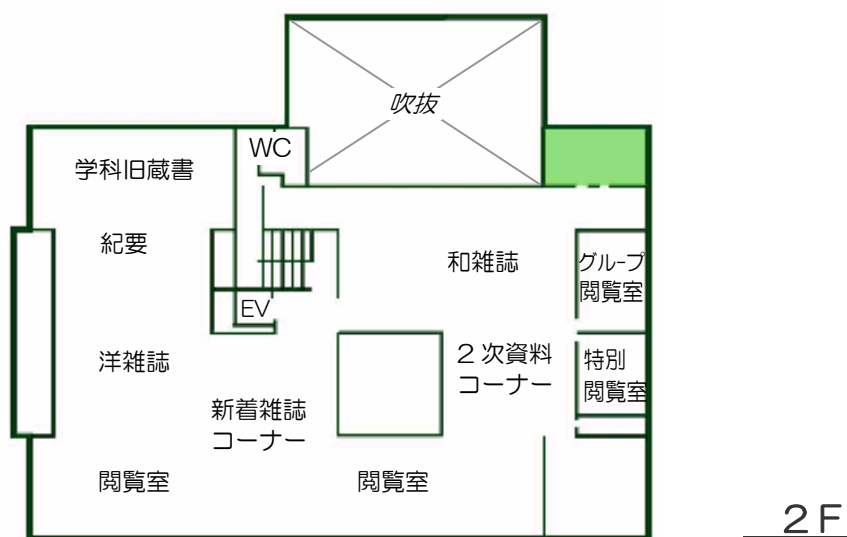 吹抜
WC
学科旧蔵書
紀要
和雑誌
グループ
閲覧室
EV
洋雑誌
2次資料
コーナー
特別
閲覧室
新着雑誌
コーナー
閲覧室
閲覧室
2F